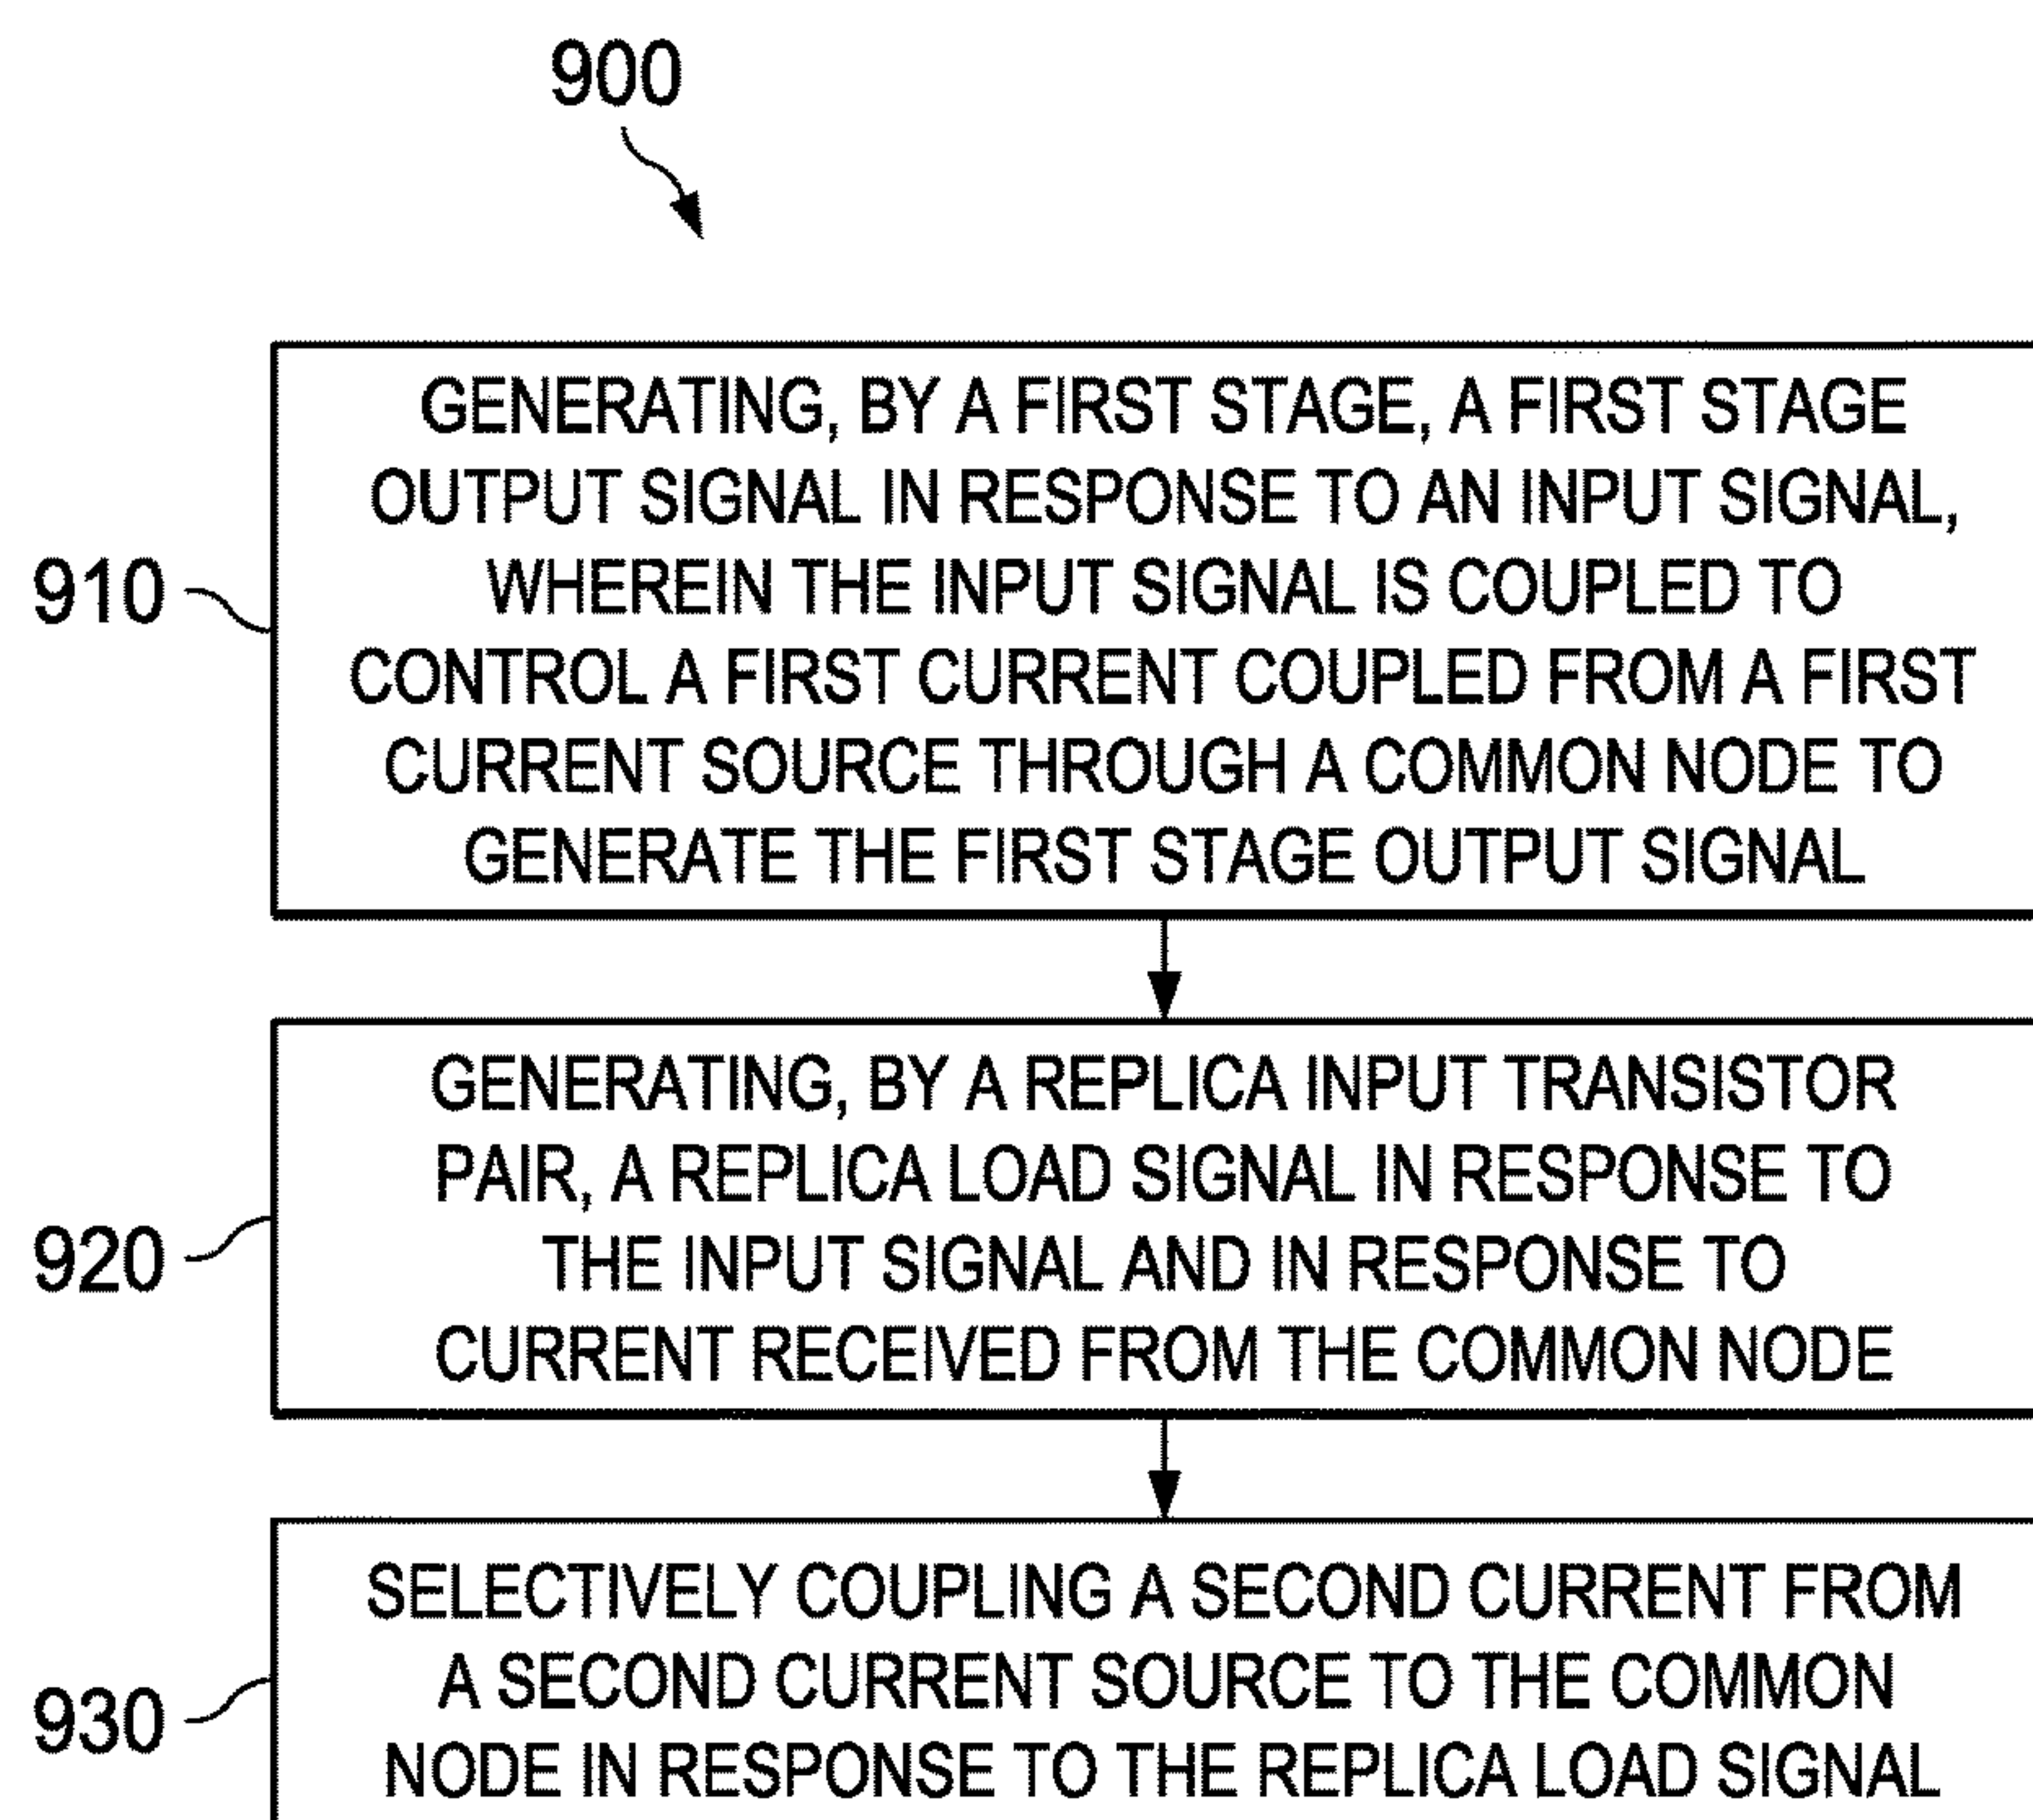 900
910
GENERATING, BY A FIRST STAGE, A FIRST STAGE
OUTPUT SIGNAL IN RESPONSE TO AN INPUT SIGNAL,
WHEREIN THE INPUT SIGNAL IS COUPLED TO
CONTROL A FIRST CURRENT COUPLED FROM A FIRST
CURRENT SOURCE THROUGH A COMMON NODE TO
GENERATE THE FIRST STAGE OUTPUT SIGNAL
920
GENERATING, BY A REPLICA INPUT TRANSISTOR
PAIR, A REPLICA LOAD SIGNAL IN RESPONSE TO
THE INPUT SIGNAL AND IN RESPONSE TO
CURRENT RECEIVED FROM THE COMMON NODE
930
SELECTIVELY COUPLING A SECOND CURRENT FROM
A SECOND CURRENT SOURCE TO THE COMMON
NODE IN RESPONSE TO THE REPLICA LOAD SIGNAL